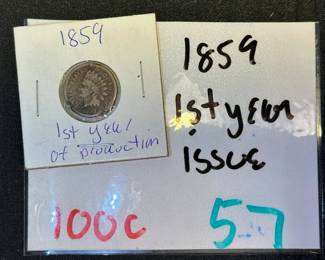 1859
1st year
of production
1859
1st year
Issue
100C
57